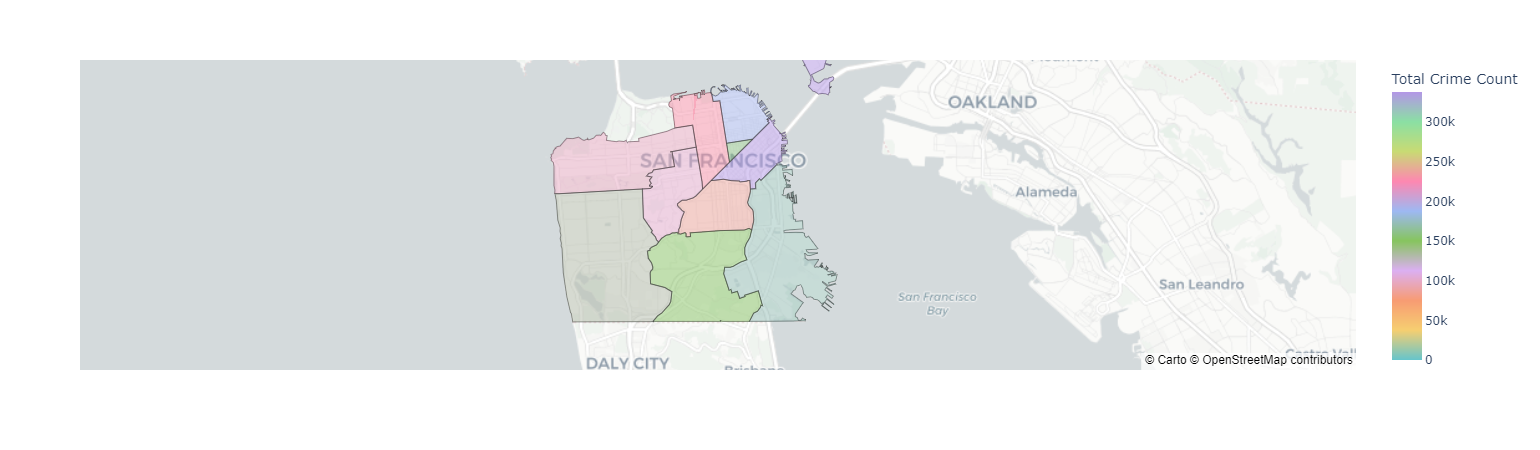 Total Crime Count
OAKLAND
300k
250k
SAN FRANCISCO
Alameda
200k
150k
San Leandro
100k
San Francisco
Bay
50k
DALY CITY
© Carto © OpenStreetMap contributors
0